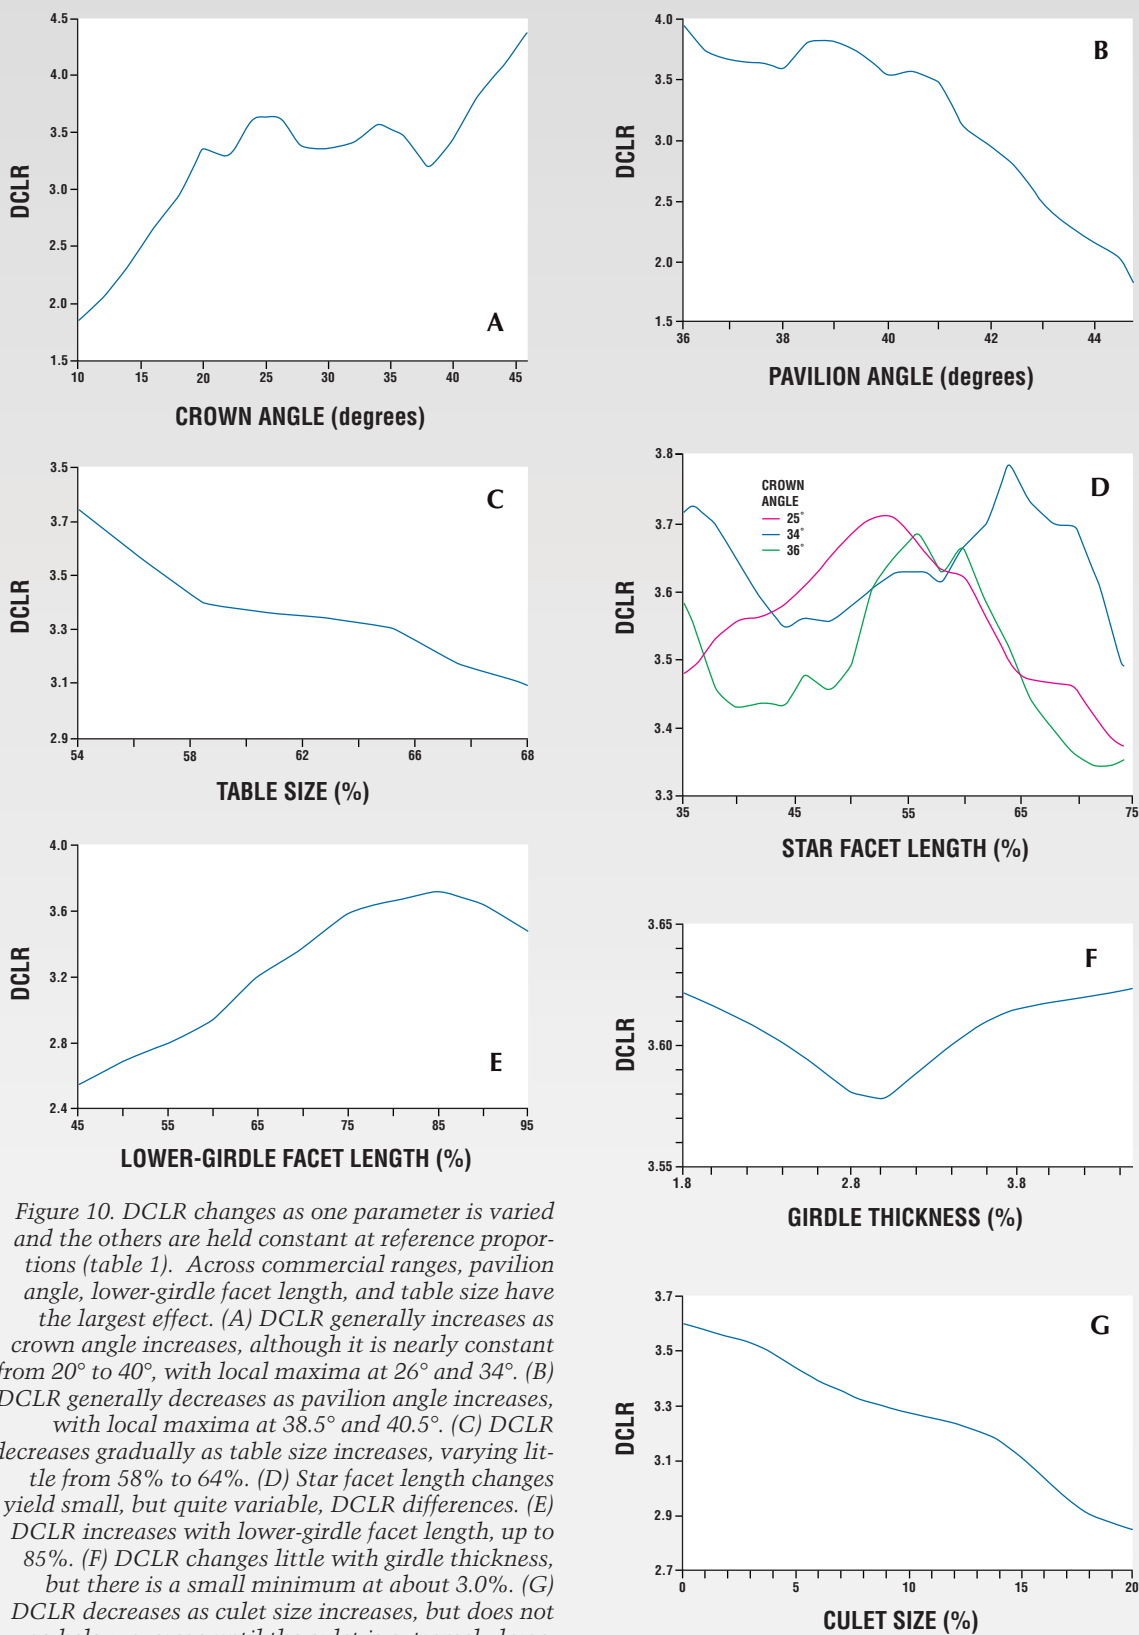 4.5
4.0
3.5
3.0
2.5
2.0
1.5
DCLR
A
10 15 20 25 30 35 40 45
CROWN ANGLE (degrees)
4.0
3.5
3.0
2.5
2.0
1.5
DCLR
B
36 38 40 42 44
PAVILION ANGLE (degrees)
3.5
3.7
3.5
3.3
3.1
2.9
DCLR
C
54 58 62 66 68
TABLE SIZE (%)
3.8
3.7
3.6
3.5
3.4
3.3
DCLR
D
CROWN
ANGLE
25°
34°
36°
35 45 55 65 75
STAR FACET LENGTH (%)
4.0
3.6
3.2
2.8
2.4
DCLR
E
45 55 65 75 85 95
LOWER-GIRDLE FACET LENGTH (%)
3.65
3.60
3.55
DCLR
F
1.8 2.8 3.8
GIRDLE THICKNESS (%)
Figure 10. DCLR changes as one parameter is varied
and the others are held constant at reference propor-
tions (table 1). Across commercial ranges, pavilion
angle, lower-girdle facet length, and table size have
the largest effect. (A) DCLR generally increases as
crown angle increases, although it is nearly constant
from 20° to 40°, with local maxima at 26° and 34°. (B)
DCLR generally decreases as pavilion angle increases,
with local maxima at 38.5° and 40.5°. (C) DCLR
decreases gradually as table size increases, varying lit-
tle from 58% to 64%. (D) Star facet length changes
yield small, but quite variable, DCLR differences. (E)
DCLR increases with lower-girdle facet length, up to
85%. (F) DCLR changes little with girdle thickness,
but there is a small minimum at about 3.0%. (G)
DCLR decreases as culet size increases, but does not
3.7
3.5
3.3
3.1
2.9
2.7
DCLR
G
0 5 10 15 20
CULET SIZE (%)